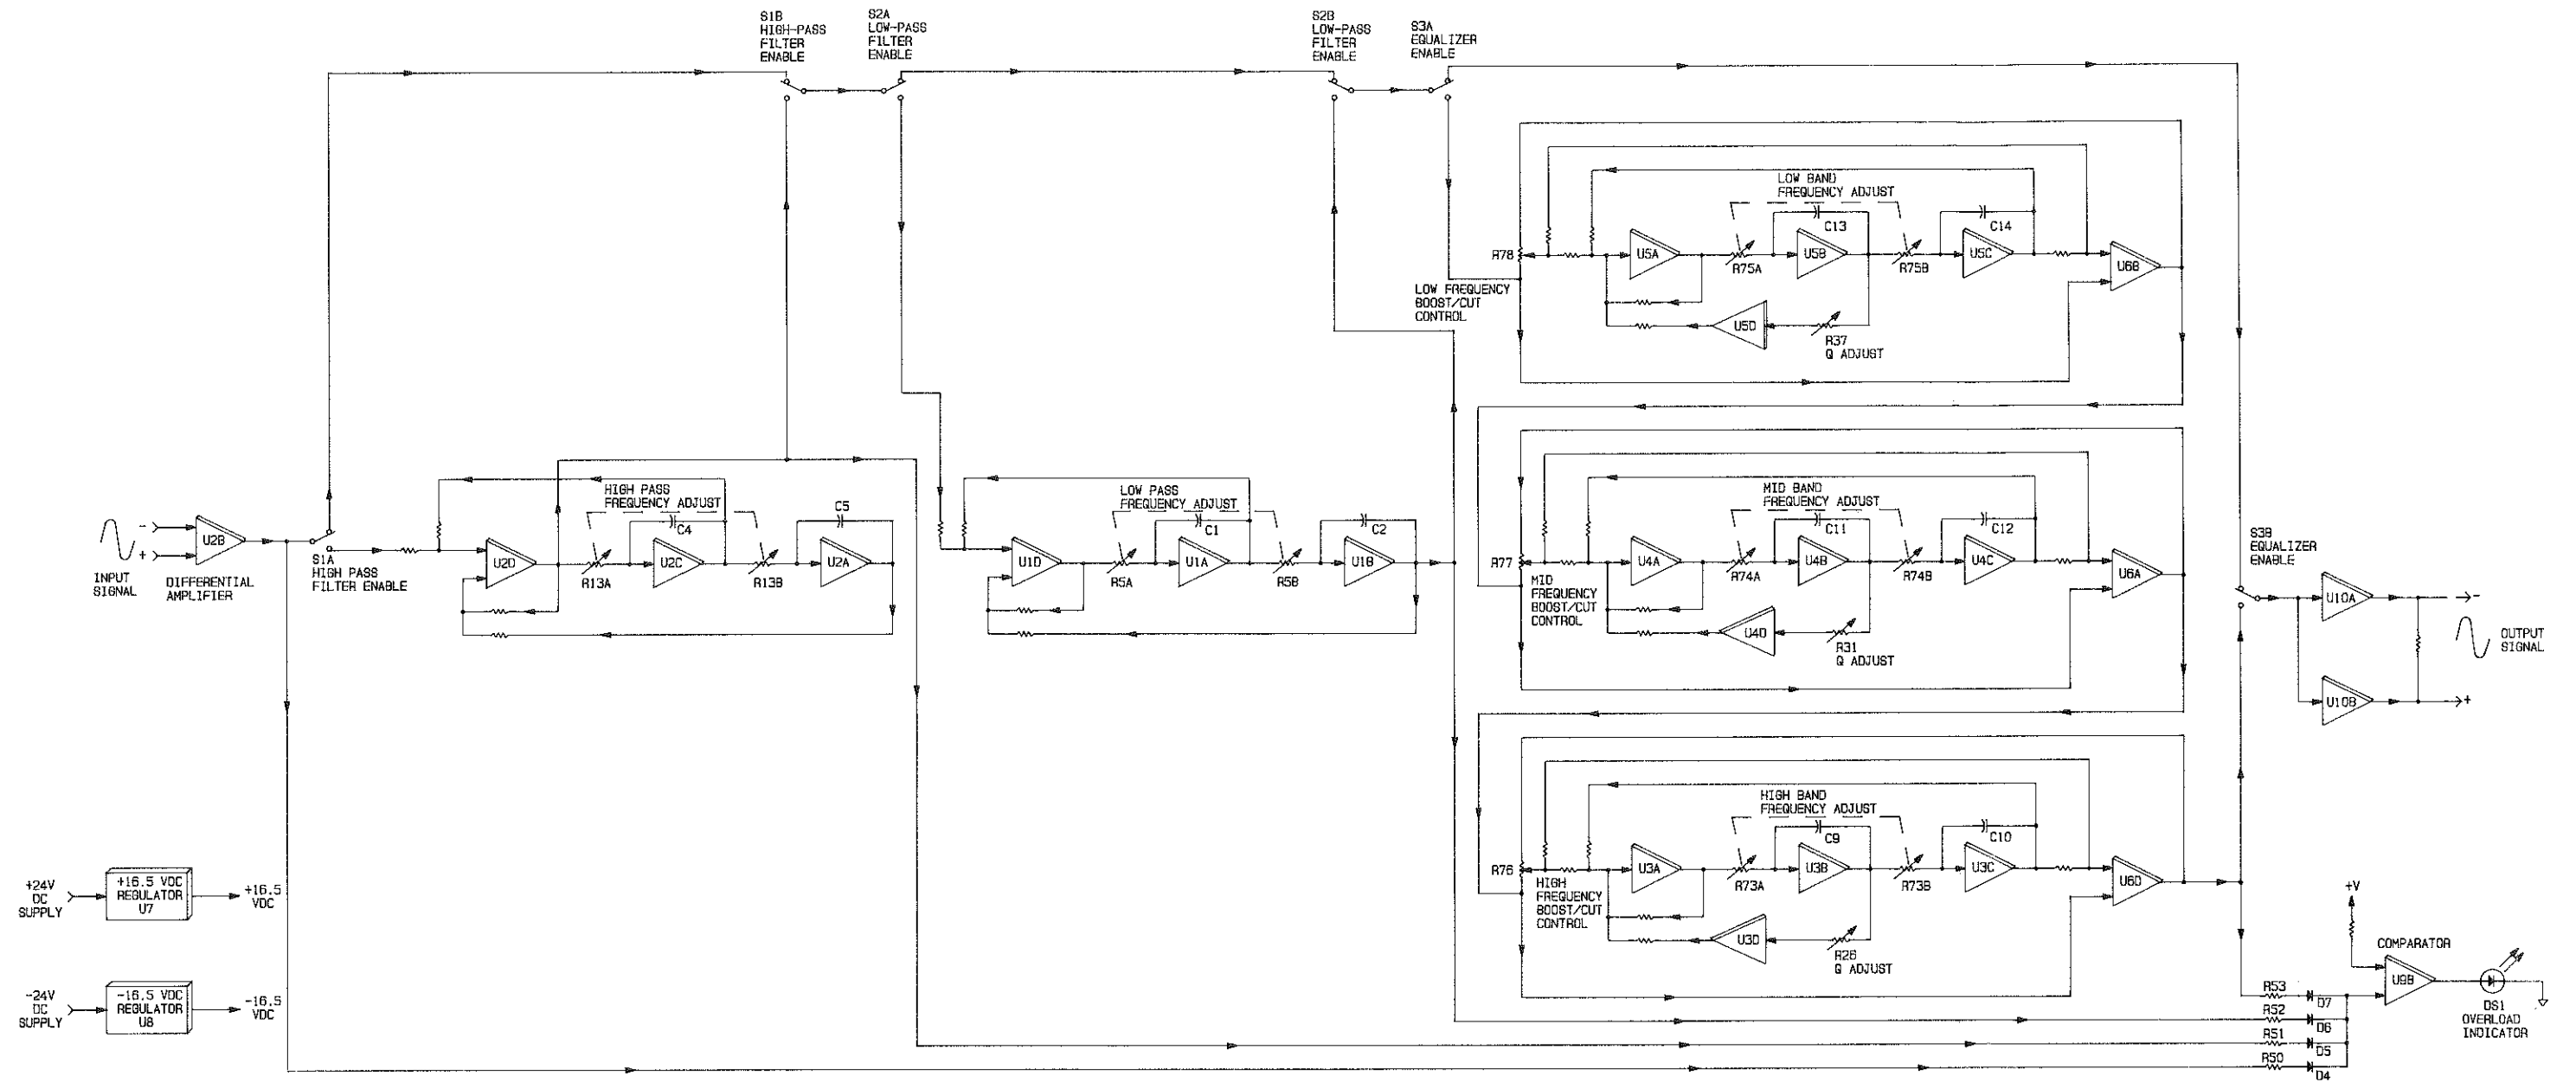 S1B
HIGH-PASS
FILTER
ENABLE
S2A
LOW-PASS
FILTER
ENABLE
S2B
LOW-PASS
FILTER
ENABLE
S3A
EQUALIZER
ENABLE
LOW BAND
FREQUENCY ADJUST
C13
C14
R78
U5A
R75A
U5B
R75B
U5C
U6B
LOW FREQUENCY
BOOST/CUT
CONTROL
U5D
R37
Q ADJUST
HIGH PASS
FREQUENCY ADJUST
C4
C5
LOW PASS
FREQUENCY ADJUST
C1
C2
MID BAND
FREQUENCY ADJUST
C11
C12
-
+
INPUT
SIGNAL
U2B
DIFFERENTIAL
AMPLIFIER
S1A
HIGH PASS
FILTER ENABLE
U2D
R13A
U2C
R13B
U2A
U1D
R5A
U1A
R5B
U1B
R77
MID
FREQUENCY
BOOST/CUT
CONTROL
U4A
R74A
U4B
R74B
U4C
U6A
U4D
R31
Q ADJUST
S3B
EQUALIZER
ENABLE
U10A
-
OUTPUT
SIGNAL
U10B
+
HIGH BAND
FREQUENCY ADJUST
C9
C10
R76
HIGH
FREQUENCY
BOOST/CUT
CONTROL
U3A
R73A
U3B
R73B
U3C
U6D
U3D
R26
Q ADJUST
+24V
DC
SUPPLY
+16.5 VDC
REGULATOR
U7
+16.5
VDC
-24V
DC
SUPPLY
-16.5 VDC
REGULATOR
U8
-16.5
VDC
+V
COMPARATOR
U9B
DS1
OVERLOAD
INDICATOR
R53
D7
R52
D6
R51
D5
R50
D4